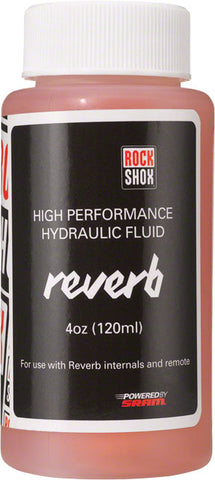 ROCK
SHOX
HIGH PERFORMANCE
HYDRAULIC FLUID
reverb
4oz (120ml)
For use with Reverb internals and remote
POWERED BY
SRAM